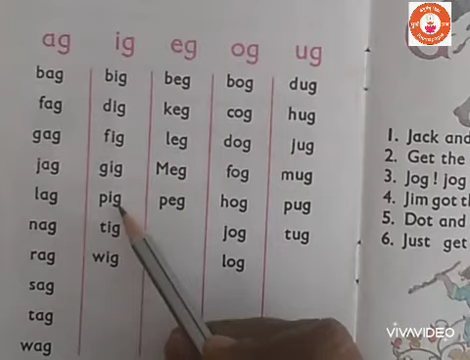 ag ig eg og ug
bag big beg bog dug
fag dig keg cog hug
gag fig leg dog jug
jag gig Meg fog mug
lag pig peg hog pug
nag tig jog tug
rag wig log
sag
tag
wag
1. Jack and
2. Get the
3. Jog! jog
4. Jim got
5. Dot and
6. Just get
VIVAVIDEO